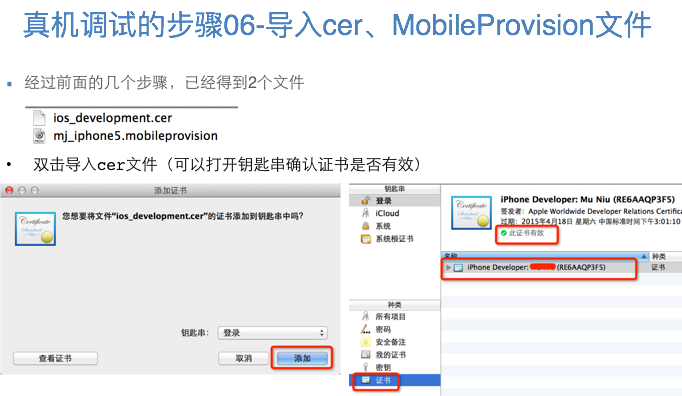 真机调试的步骤06-导入cer、MobileProvision文件
经过前面的几个步骤，已经得到2个文件
ios_development.cer
mj_iphone5.mobileprovision
双击导入cer文件（可以打开钥匙串确认证书是否有效）
添加证书
您想要将文件“ios_development.cer”的证书添加到钥匙串中吗？
钥匙串： 登录
查看证书 取消 添加
钥匙串
登录
iCloud
系统
系统根证书
种类
所有项目
密码
安全备注
我的证书
密钥
证书
iPhone Developer: Mu Niu (RE6AAQP3F5)
签发者： Apple Worldwide Developer Relations Certifica
过期： 2015年4月18日 星期六 中国标准时间下午3:01:10
此证书有效
名称 种类
iPhone Developer: (RE6AAQP3F5) 证书